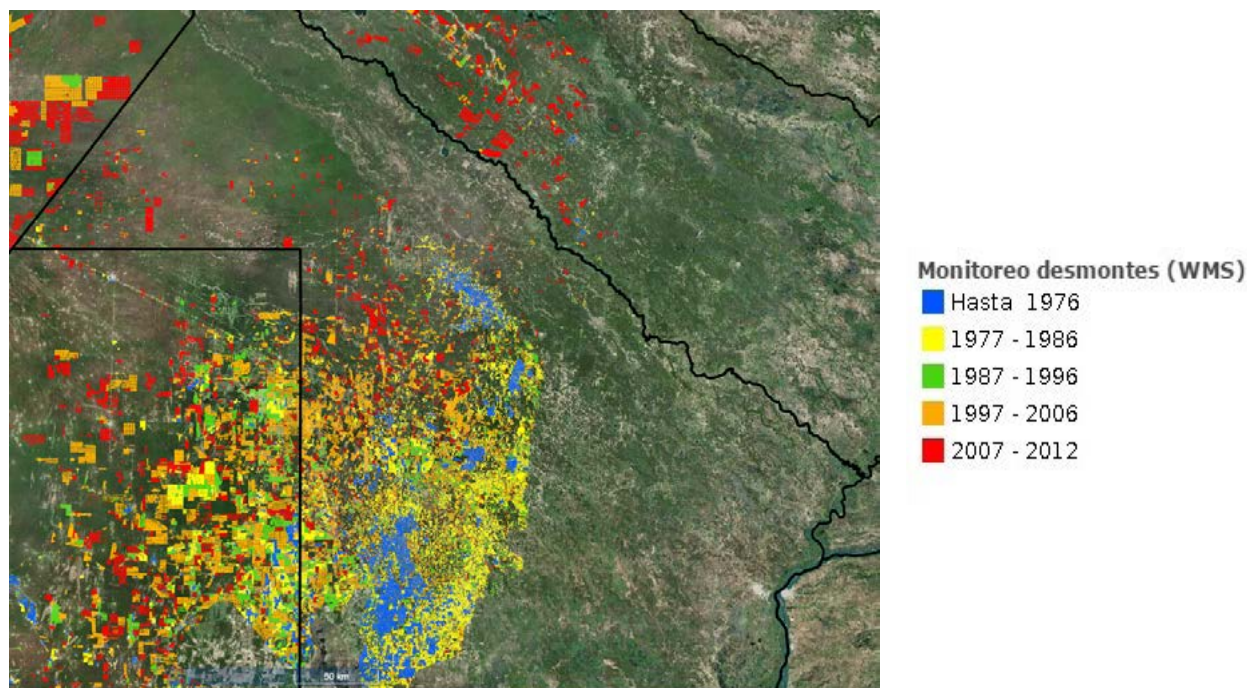 Monitoreo desmontes (WMS)
Hasta 1976
1977 - 1986
1987 - 1996
1997 - 2006
2007 - 2012
50 km